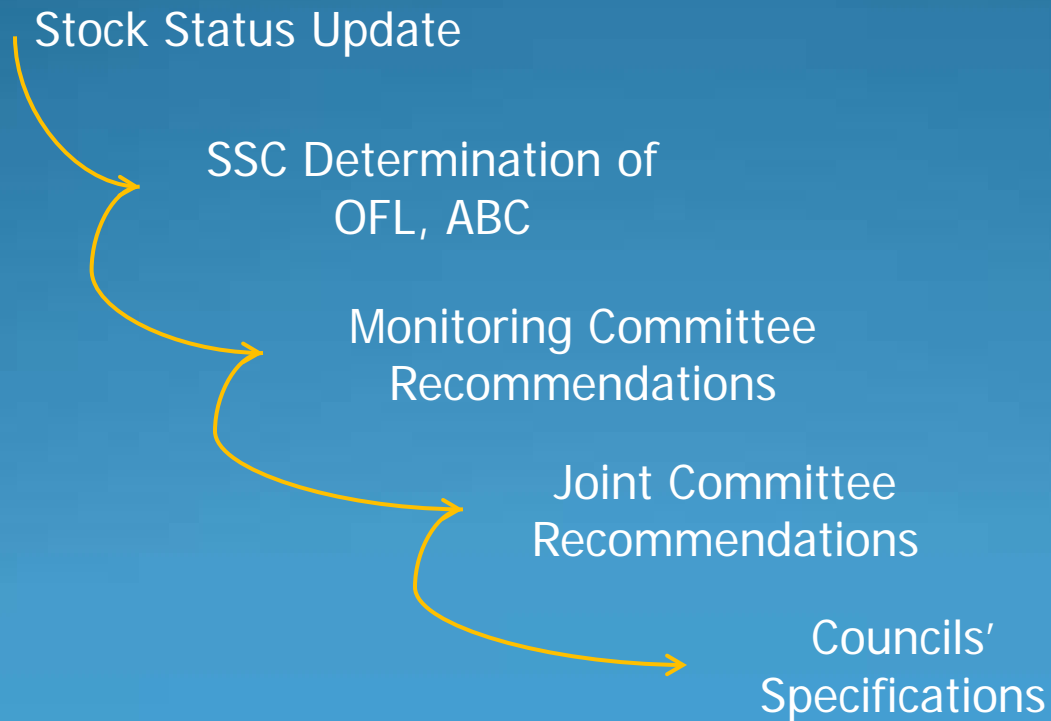 Stock Status Update
SSC Determination of
OFL, ABC
Monitoring Committee
Recommendations
Joint Committee
Recommendations
Councils’
Specifications